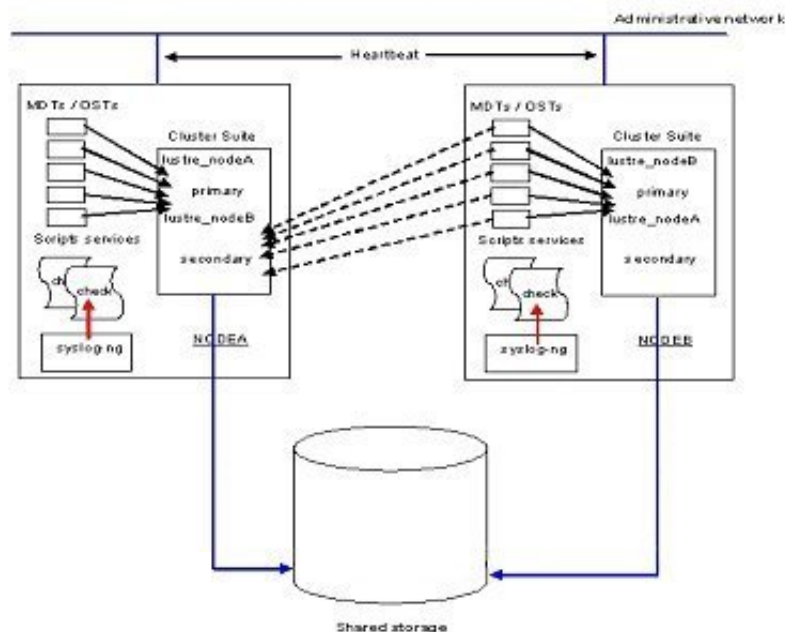 Administrative network
Heartbeat
MDTs / OSTs
Cluster Suite
lustre_nodeA
primary
lustre_nodeB
secondary
Scripts services
check
syslog-ng
NODEA
MDTs / OSTs
Cluster Suite
lustre_nodeB
primary
lustre_nodeA
secondary
Scripts services
check
syslog-ng
NODEB
Shared storage